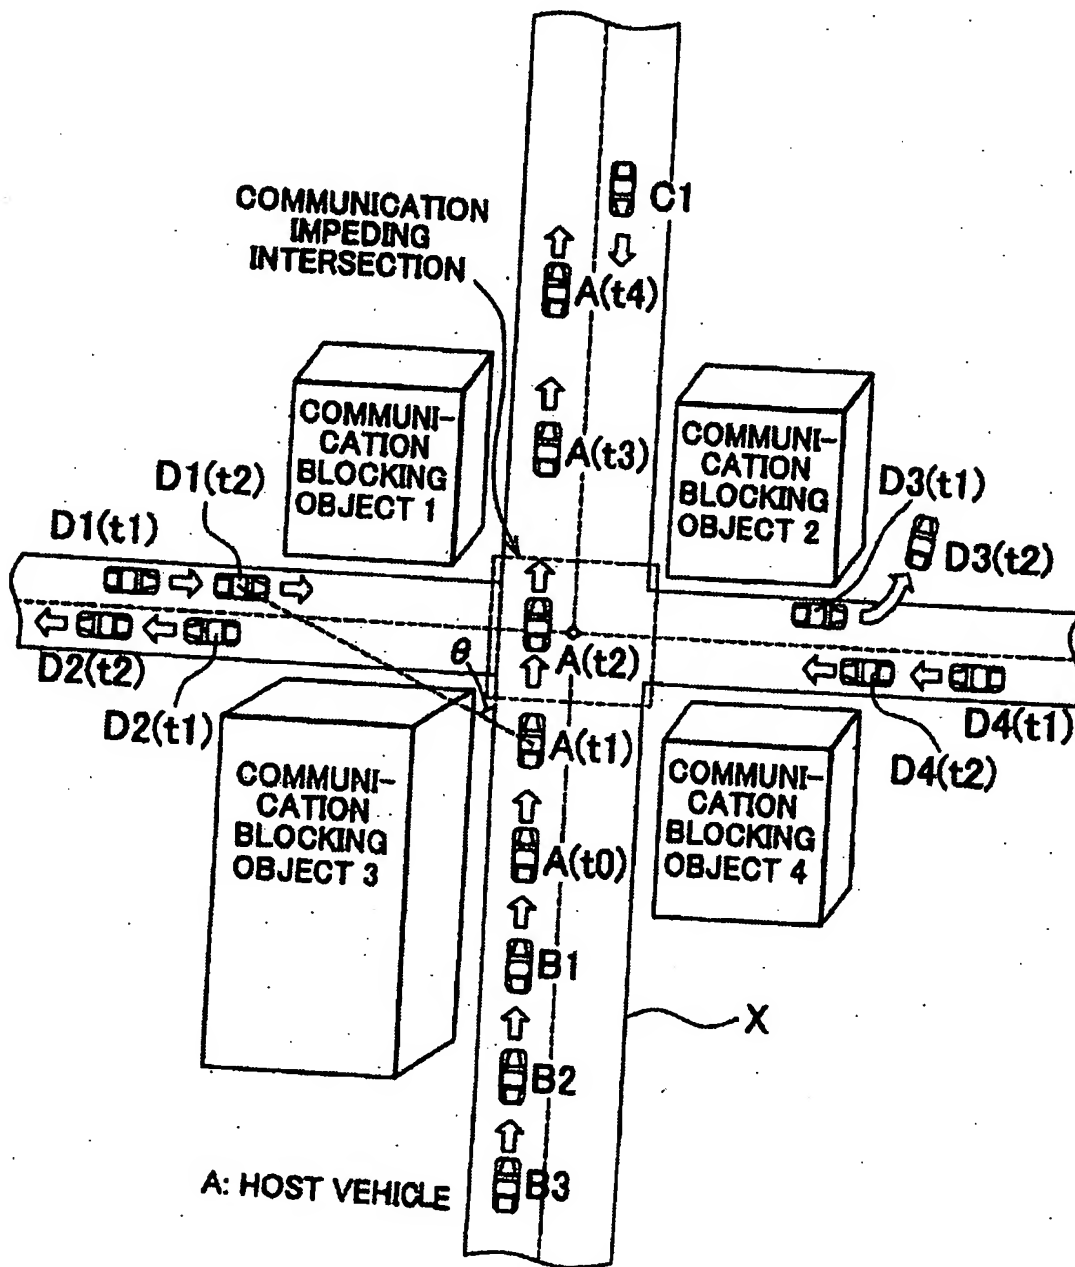 C1
COMMUNICATION
IMPEDING
INTERSECTION
A(t4)
COMMUNI-
CATION
BLOCKING
OBJECT 1
A(t3)
COMMUNI-
CATION
BLOCKING
OBJECT 2
D1(t2)
D3(t1)
D1(t1)
D3(t2)
θ
A(t2)
D2(t2)
D2(t1)
A(t1)
D4(t1)
D4(t2)
COMMUNI-
CATION
BLOCKING
OBJECT 3
COMMUNI-
CATION
BLOCKING
OBJECT 4
A(t0)
B1
X
B2
B3
A: HOST VEHICLE